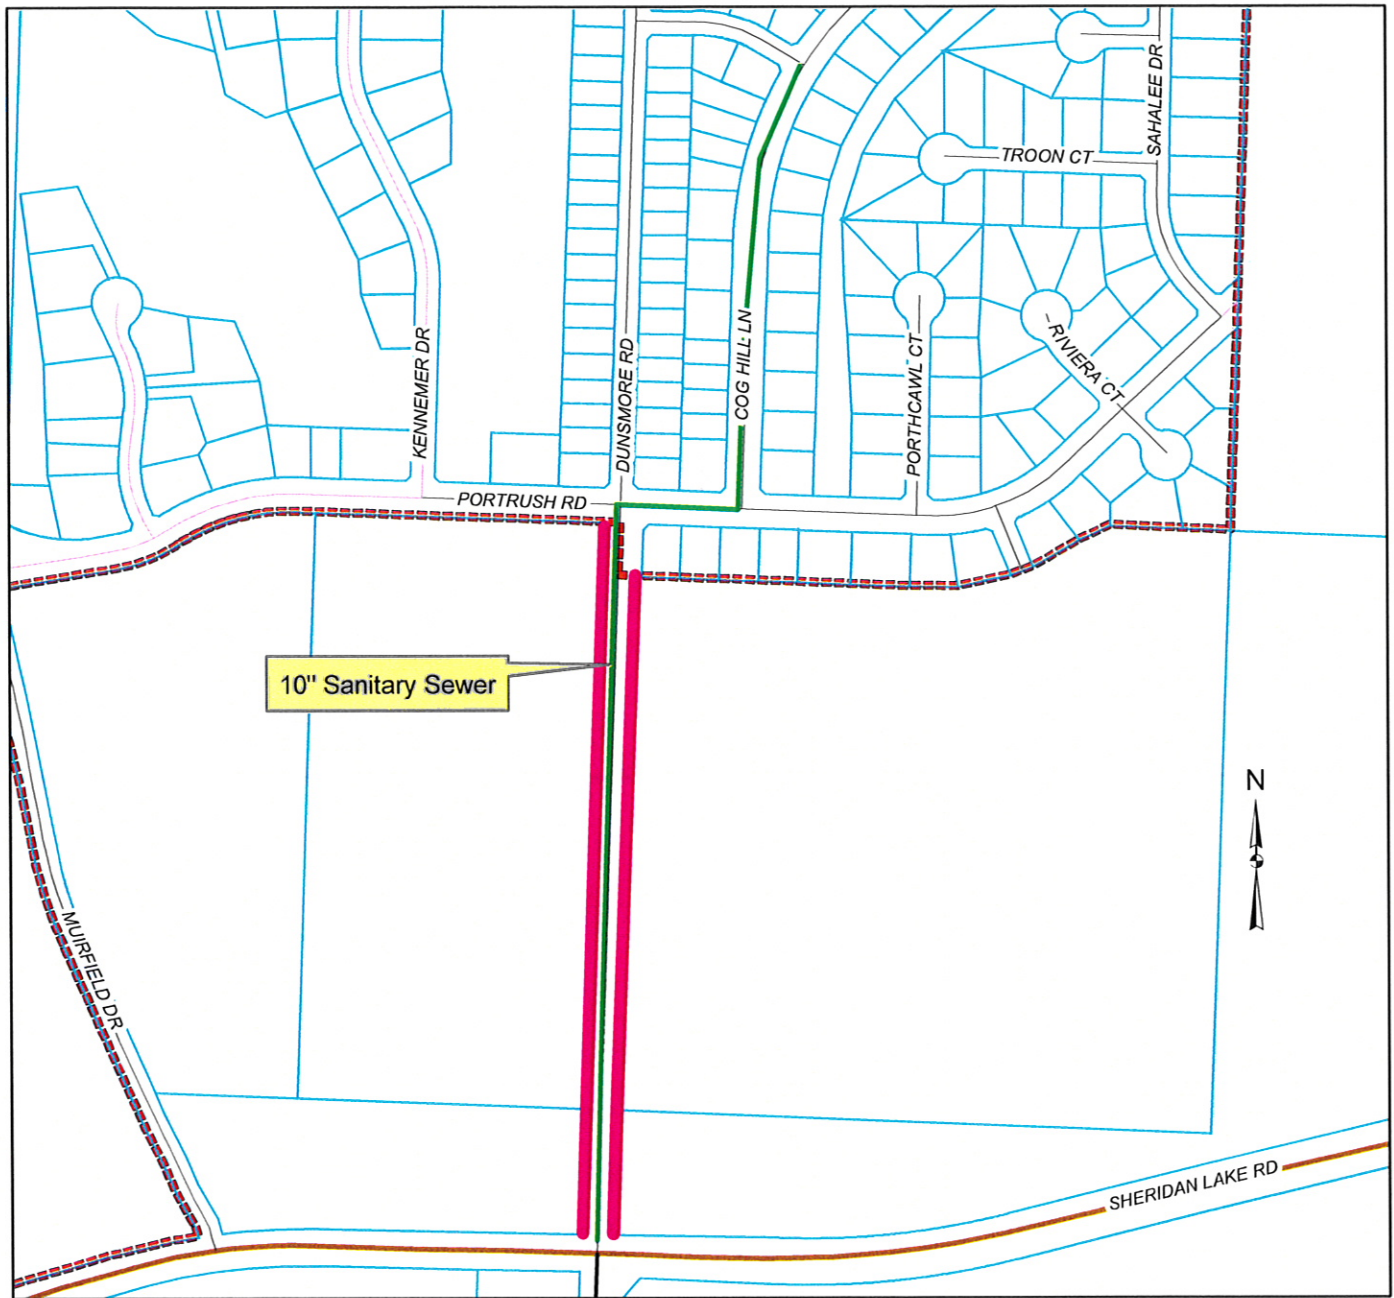 SAHALEE DR
TROON CT
KENNEMER DR
DUNSMORE RD
COG HILL LN
PORTHCAWL CT
RIVIERA CT
PORTRUSH RD
10" Sanitary Sewer
N
MUIRFIELD DR
SHERIDAN LAKE RD